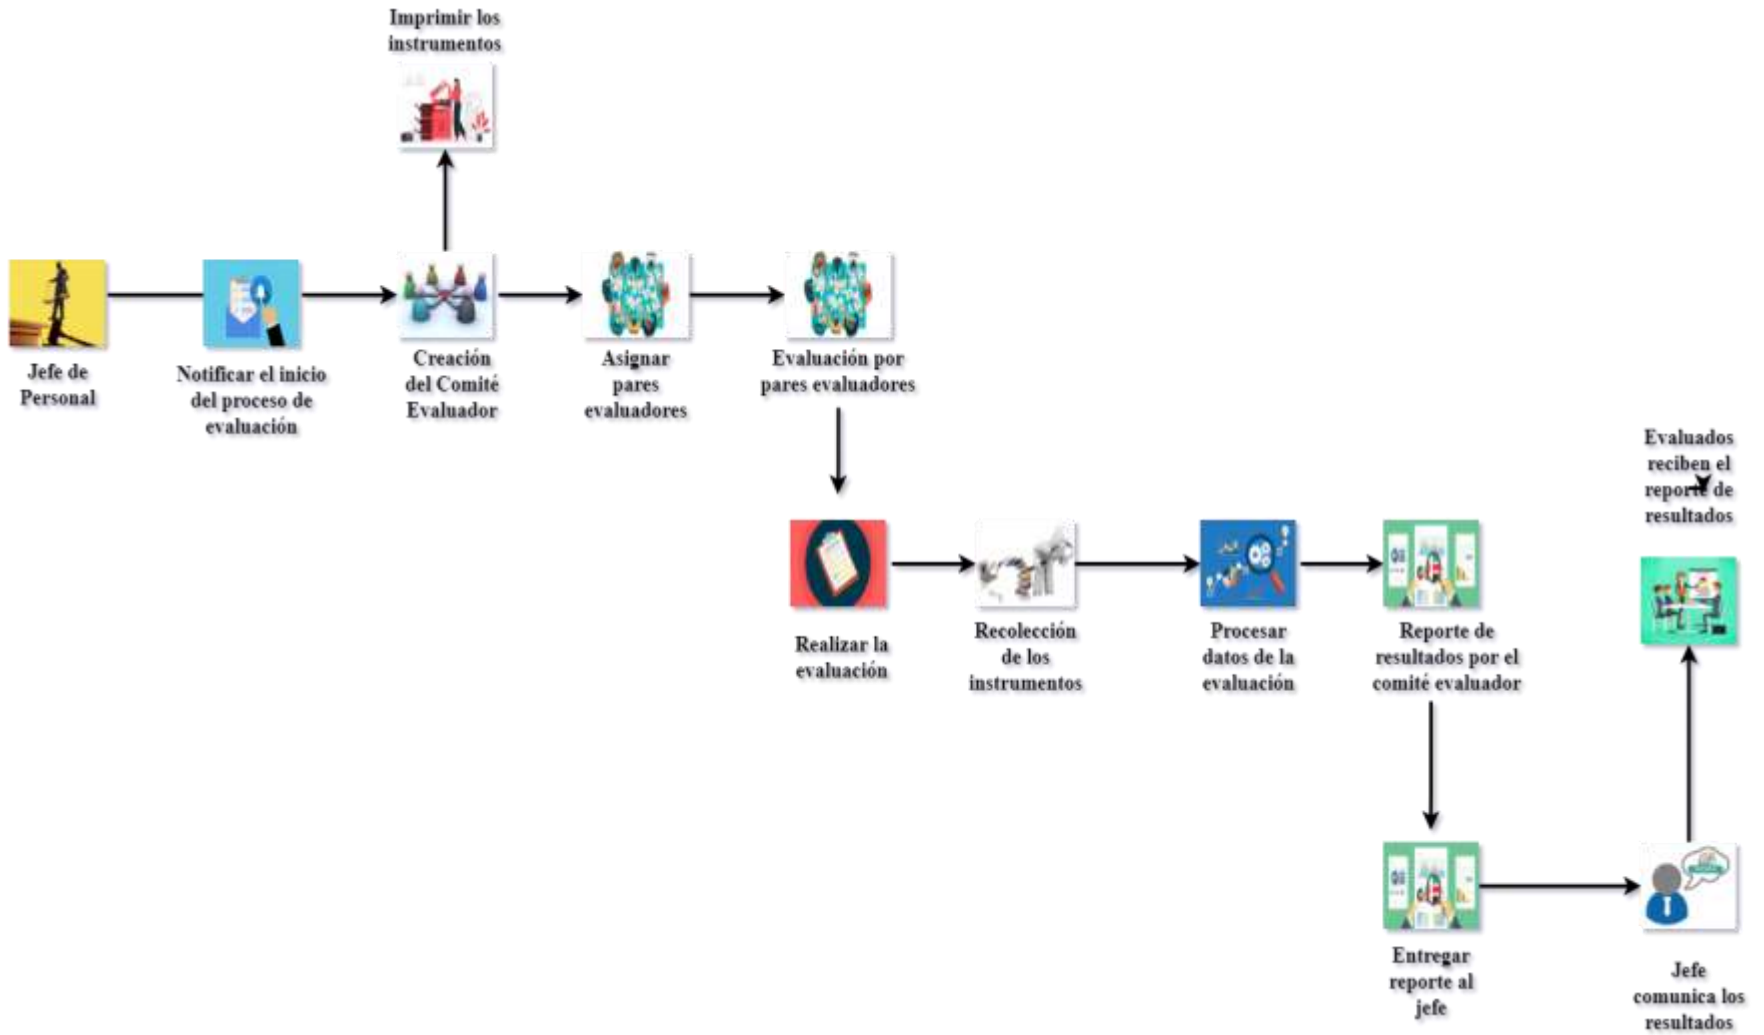 Imprimir los
instrumentos
Jefe de
Personal
Notificar el inicio
del proceso de
evaluación
Creación
del Comité
Evaluador
Asignar
pares
evaluadores
Evaluación por
pares evaluadores
Realizar la
evaluación
Recolección
de los
instrumentos
Procesar
datos de la
evaluación
Reporte de
resultados por el
comité evaluador
Evaluados
reciben el
reporte de
resultados
Entregar
reporte al
jefe
Jefe
comunica los
resultados